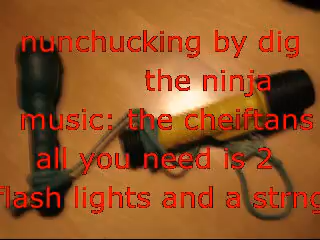 nunchucking by dig
the ninja
music: the cheiftans
all you need is 2
flash lights and a strng